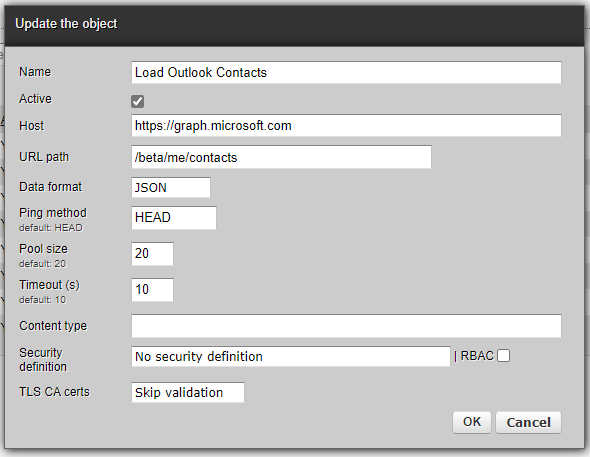 Update the object
Name Load Outlook Contacts
Active
Host https://graph.microsoft.com
URL path /beta/me/contacts
Data format JSON
Ping method HEAD
default: HEAD
Pool size 20
default: 20
Timeout (s) 10
default: 10
Content type
Security definition No security definition | RBAC
TLS CA certs Skip validation
OK Cancel